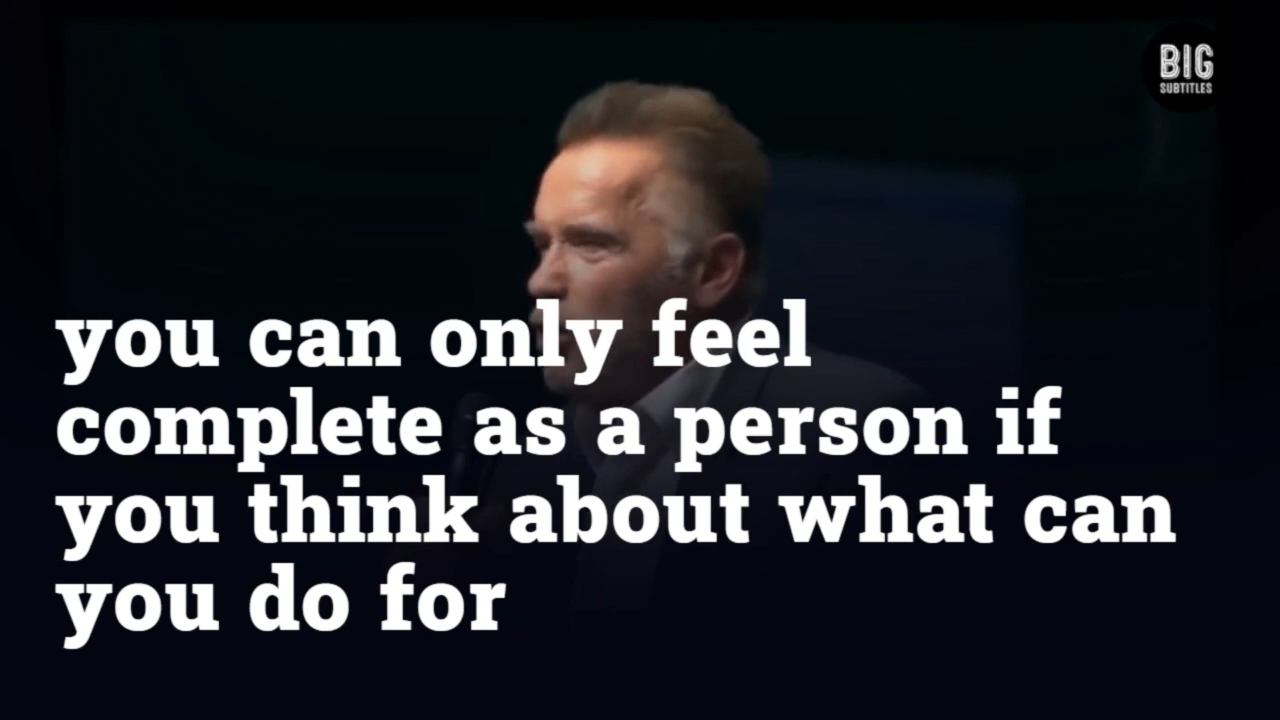 BIG
SUBTITLES
you can only feel
complete as a person if
you think about what can
you do for